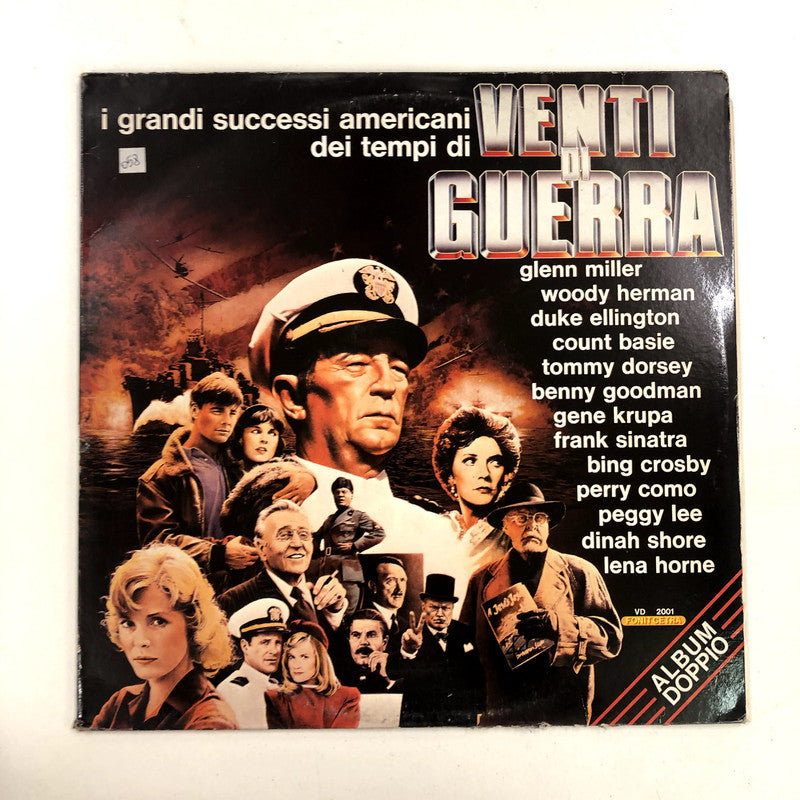 i grandi successi americani
dei tempi di
VENTI
DI
GUERRA
058
glenn miller
woody herman
duke ellington
count basie
tommy dorsey
benny goodman
gene krupa
frank sinatra
bing crosby
perry como
peggy lee
dinah shore
lena horne
VD 2001
FONIT CETRA
ALBUM
DOPPIO